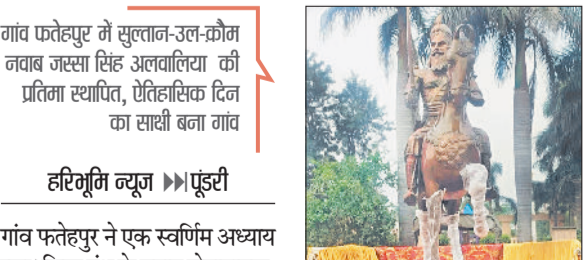 गांव फतेहपुर में सुल्तान-उल-क़ौम
नवाब जस्सा सिंह अलवालिया की
प्रतिमा स्थापित, ऐतिहासिक दिन
का साक्षी बना गांव
हरिभूमि न्यूज ▶▶ पूंडरी
गांव फतेहपुर ने एक स्वर्णिम अध्याय